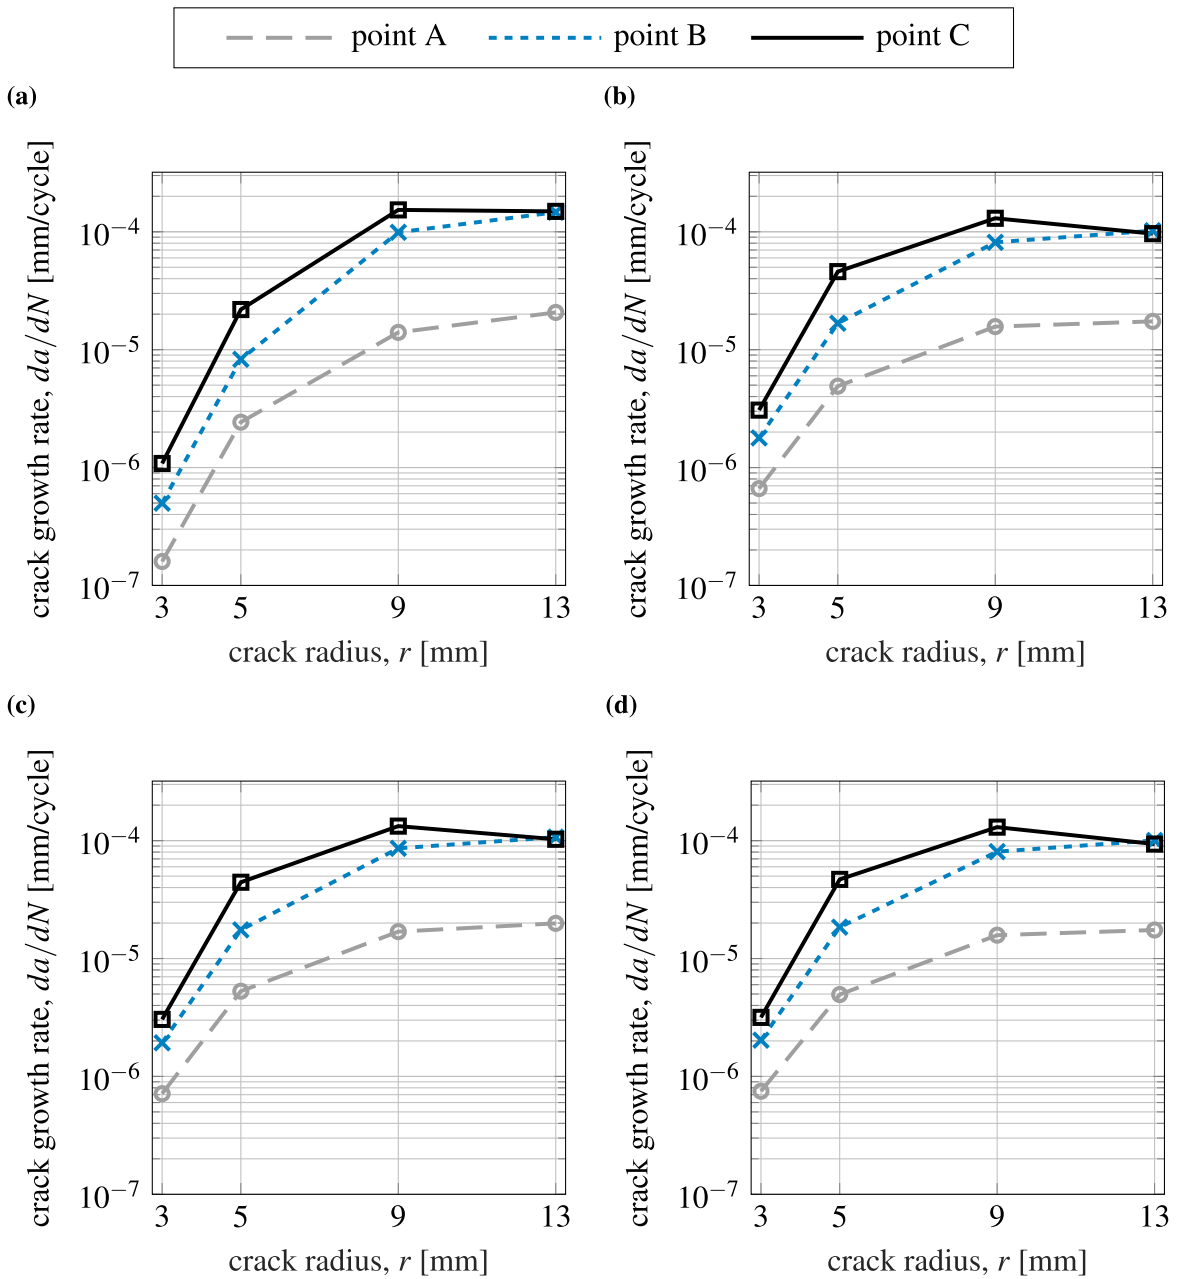 point A point B point C
(a)
crack growth rate, da/dN [mm/cycle]
10⁻⁴
10⁻⁵
10⁻⁶
10⁻⁷
3 5 9 13
crack radius, r [mm]
(b)
crack growth rate, da/dN [mm/cycle]
10⁻⁴
10⁻⁵
10⁻⁶
10⁻⁷
3 5 9 13
crack radius, r [mm]
(c)
crack growth rate, da/dN [mm/cycle]
10⁻⁴
10⁻⁵
10⁻⁶
10⁻⁷
3 5 9 13
crack radius, r [mm]
(d)
crack growth rate, da/dN [mm/cycle]
10⁻⁴
10⁻⁵
10⁻⁶
10⁻⁷
3 5 9 13
crack radius, r [mm]